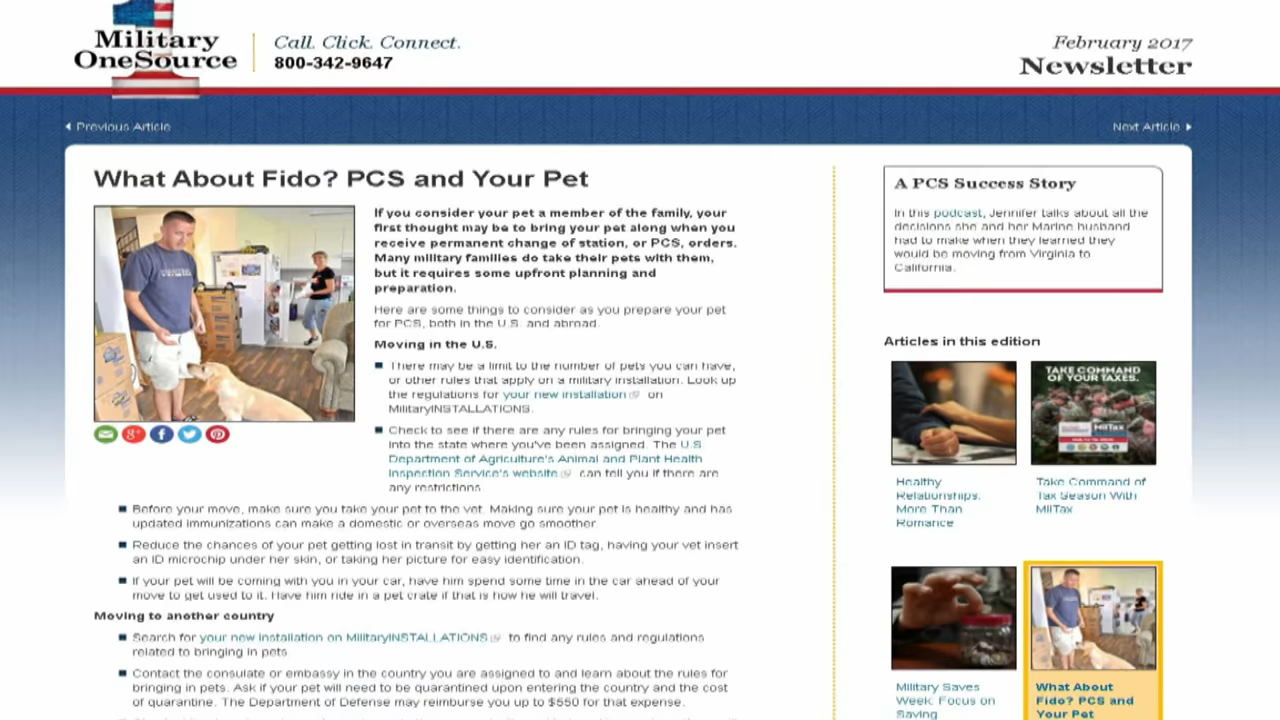 Military
OneSource
Call. Click. Connect.
800-342-9647
February 2017
Newsletter
Previous Article
Next Article
What About Fido? PCS and Your Pet
If you consider your pet a member of the family, your
first thought may be to bring your pet along when you
receive permanent change of station, or PCS, orders.
Many military families do take their pets with them,
but it requires some upfront planning and
preparation.
Here are some things to consider as you prepare your pet
for PCS, both in the U.S. and abroad.
Moving in the U.S.
There may be a limit to the number of pets you can have,
or other rules that apply on a military installation. Look up
the regulations for your new installation on
MilitaryINSTALLATIONS.
Check to see if there are any rules for bringing your pet
into the state where you've been assigned. The U.S.
Department of Agriculture's Animal and Plant Health
Inspection Service's website can tell you if there are
any restrictions.
Before your move, make sure you take your pet to the vet. Making sure your pet is healthy and has
updated immunizations can make a domestic or overseas move go smoother.
Reduce the chances of your pet getting lost in transit by getting her an ID tag, having your vet insert
an ID microchip under her skin, or taking her picture for easy identification.
If your pet will be coming with you in your car, have him spend some time in the car ahead of your
move to get used to it. Have him ride in a pet crate if that is how he will travel.
Moving to another country
Search for your new installation on MilitaryINSTALLATIONS to find any rules and regulations
related to bringing in pets.
Contact the consulate or embassy in the country you are assigned to and learn about the rules for
bringing in pets. Ask if your pet will need to be quarantined upon entering the country and the cost
of quarantine. The Department of Defense may reimburse you up to $550 for that expense.
A PCS Success Story
In this podcast, Jennifer talks about all the
decisions she and her Marine husband
had to make when they learned they
would be moving from Virginia to
California.
Articles in this edition
TAKE COMMAND
OF YOUR TAXES.
MilTax
Healthy
Relationships:
More Than
Romance
Take Command of
Tax Season With
MilTax
Military Saves
Week: Focus on
Saving
What About
Fido? PCS and
Your Pet